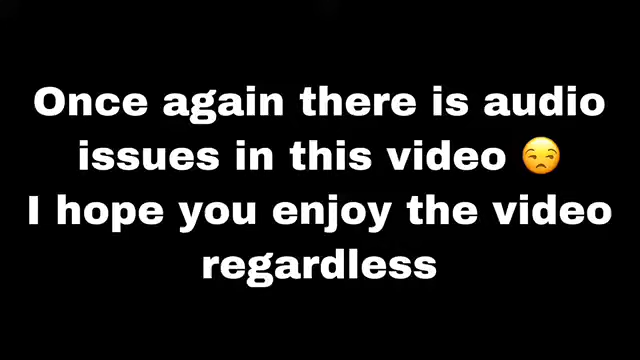 Once again there is audio
issues in this video 😒
I hope you enjoy the video
regardless